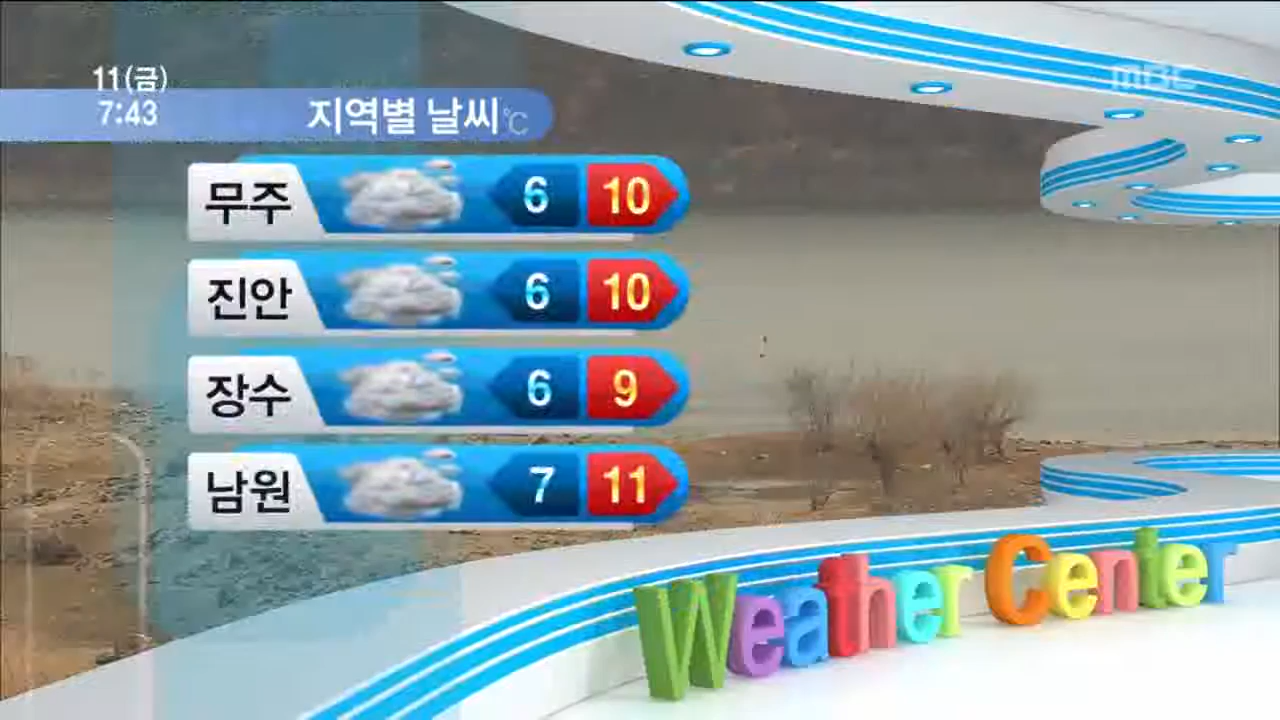 11(금)
7:43
지역별 날씨 ℃
MBC
무주 6 10
진안 6 10
장수 6 9
남원 7 11
Weather Center